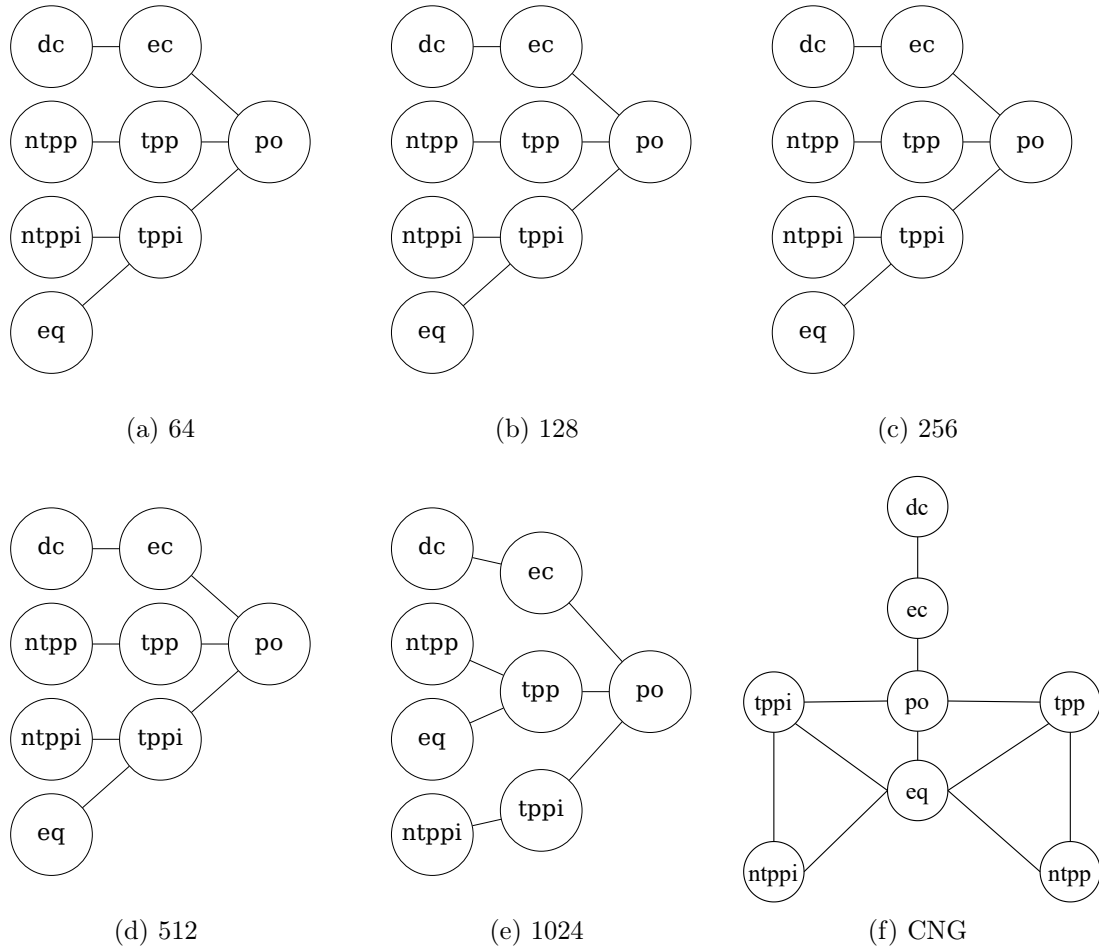 dc ec
ntpp tpp po
ntppi tppi
eq
(a) 64
dc ec
ntpp tpp po
ntppi tppi
eq
(b) 128
dc ec
ntpp tpp po
ntppi tppi
eq
(c) 256
dc ec
ntpp tpp po
ntppi tppi
eq
(d) 512
dc
ec
ntpp
tpp po
eq
tppi
ntppi
(e) 1024
dc
ec
tppi po tpp
eq
ntppi ntpp
(f) CNG